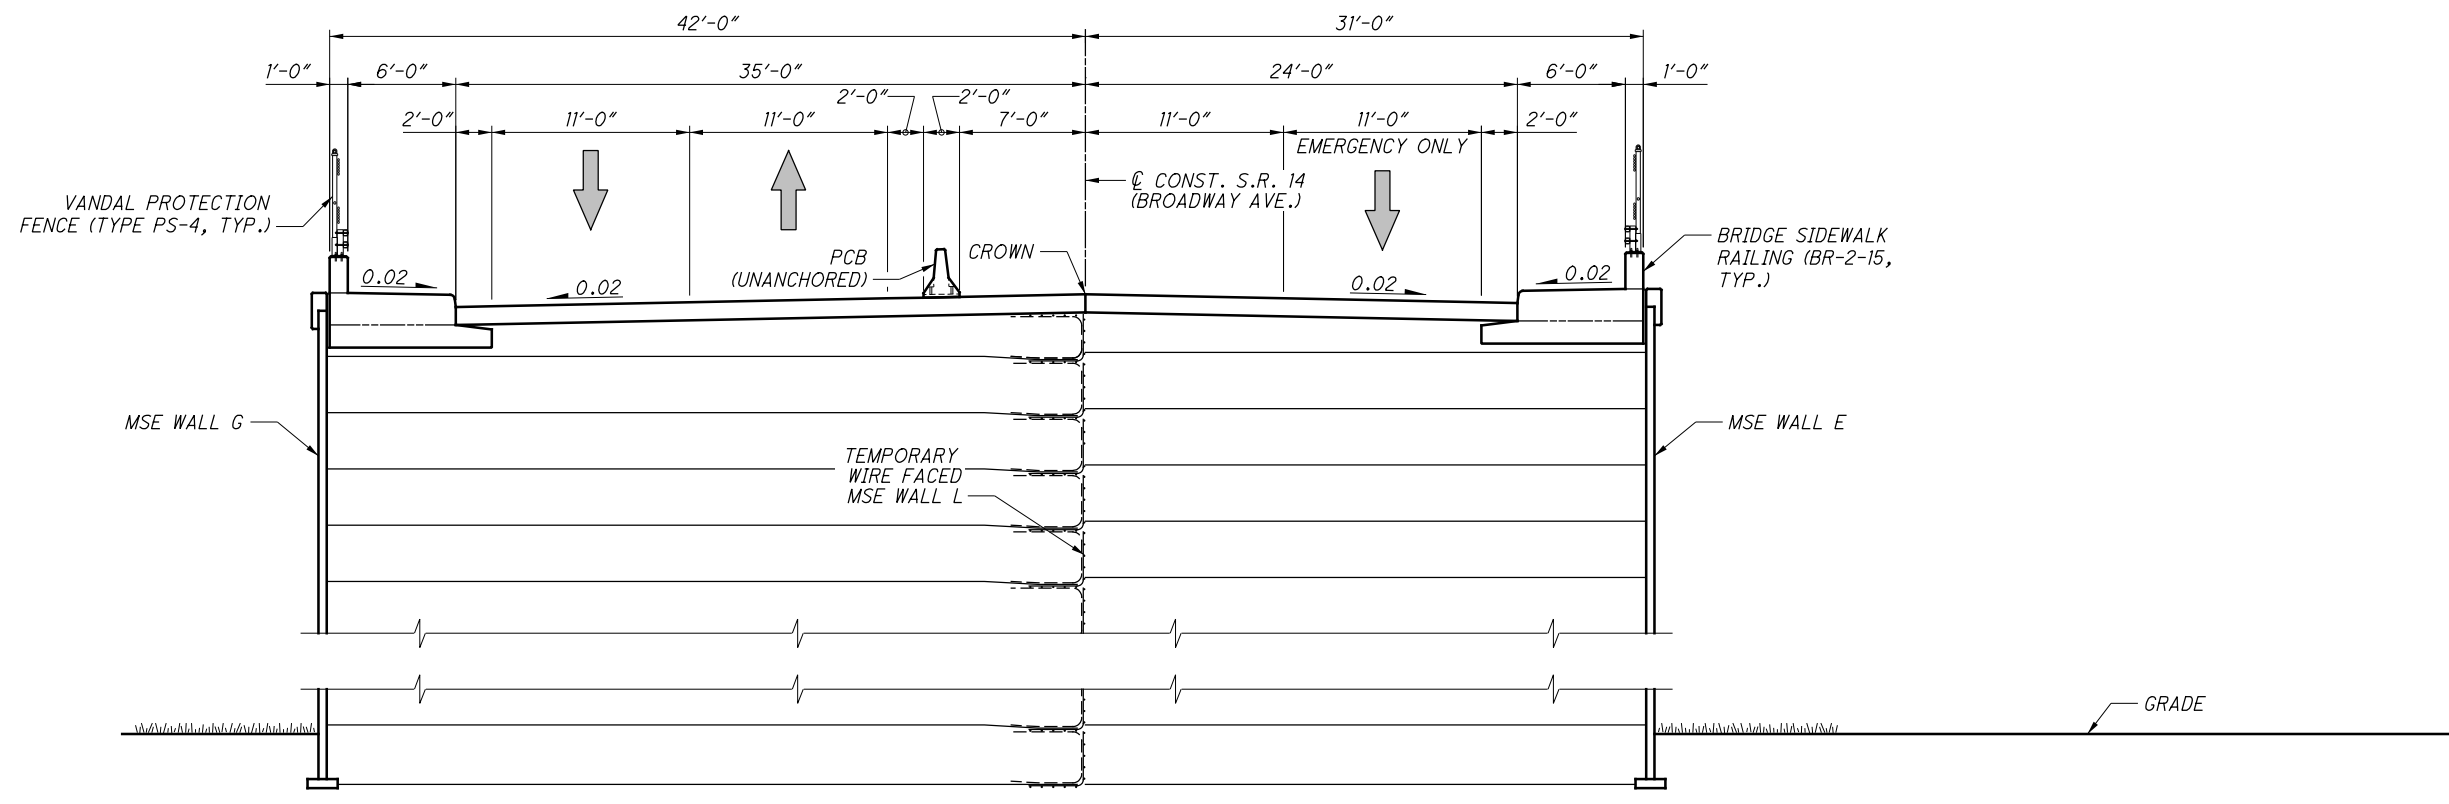 42'-0"
31'-0"
1'-0"
6'-0"
35'-0"
24'-0"
6'-0"
1'-0"
2'-0"
2'-0"
2'-0"
11'-0"
11'-0"
7'-0"
11'-0"
11'-0"
2'-0"
EMERGENCY ONLY
VANDAL PROTECTION
FENCE (TYPE PS-4, TYP.)
℄ CONST. S.R. 14
(BROADWAY AVE.)
PCB
(UNANCHORED)
CROWN
BRIDGE SIDEWALK
RAILING (BR-2-15,
TYP.)
0.02
0.02
0.02
0.02
MSE WALL G
TEMPORARY
WIRE FACED
MSE WALL L
MSE WALL E
GRADE